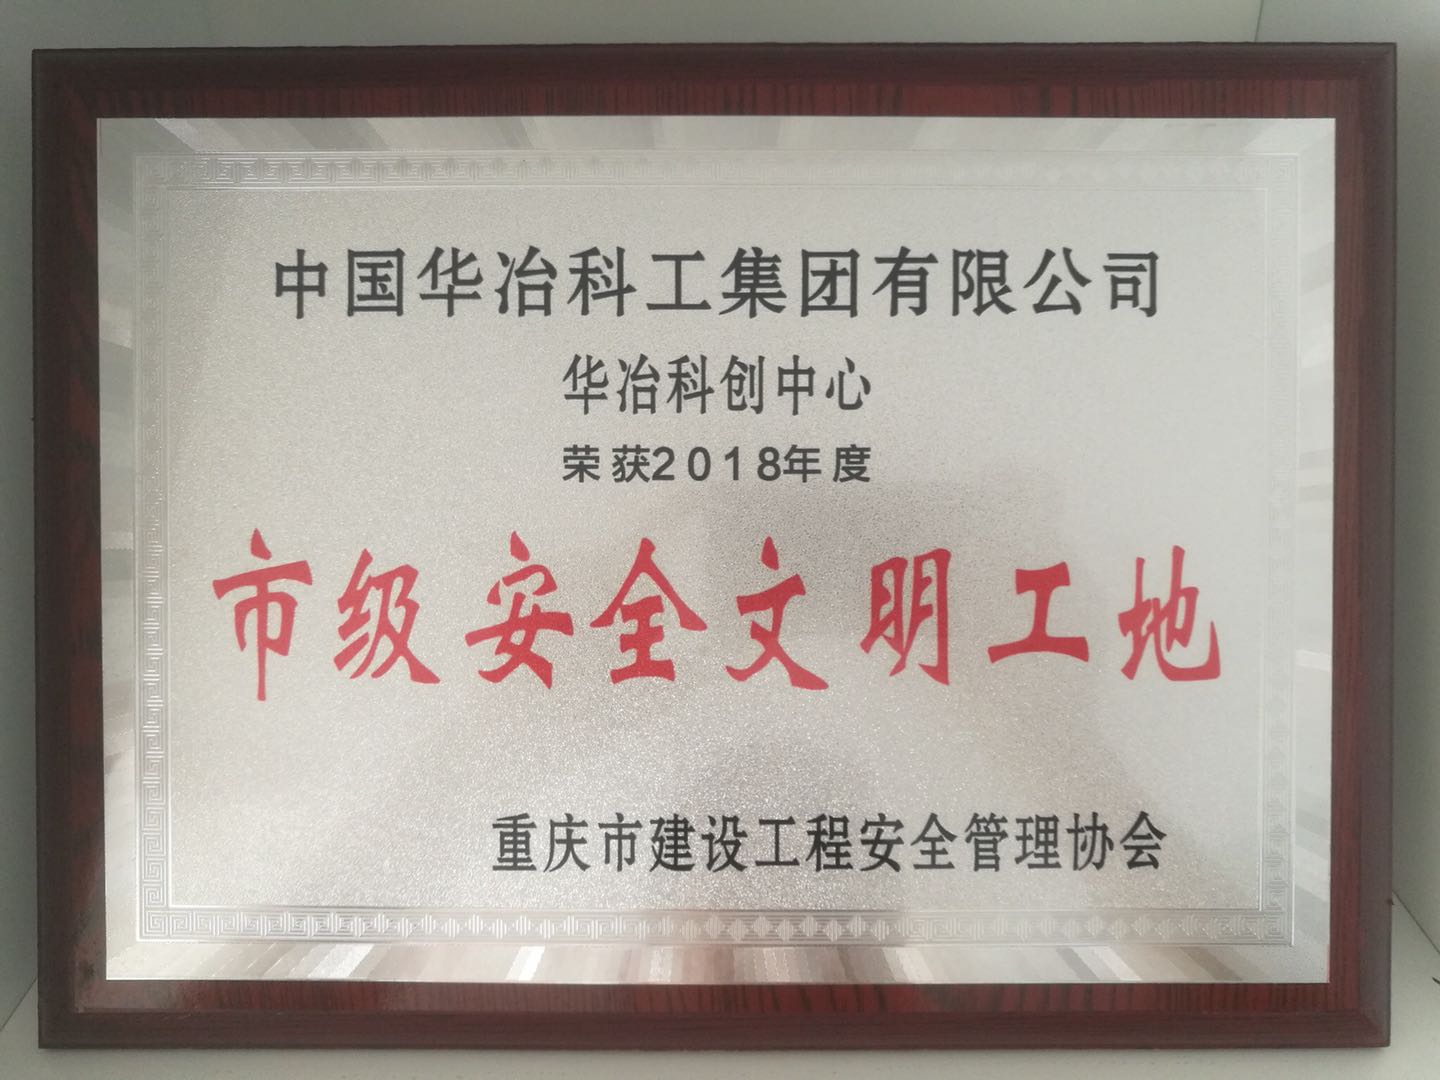 中国华冶科工集团有限公司
华冶科创中心
荣获2018年度
市级安全文明工地
重庆市建设工程安全管理协会